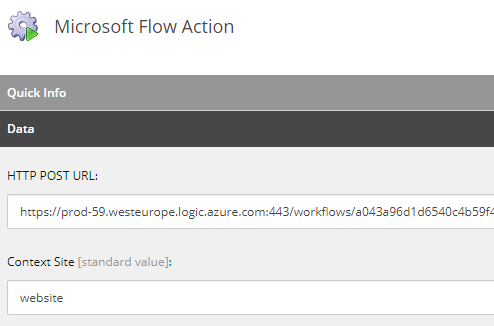 Microsoft Flow Action
Quick Info
Data
HTTP POST URL:
https://prod-59.westeurope.logic.azure.com:443/workflows/a043a96d1d6540c4b59f4
Context Site [standard value]:
website